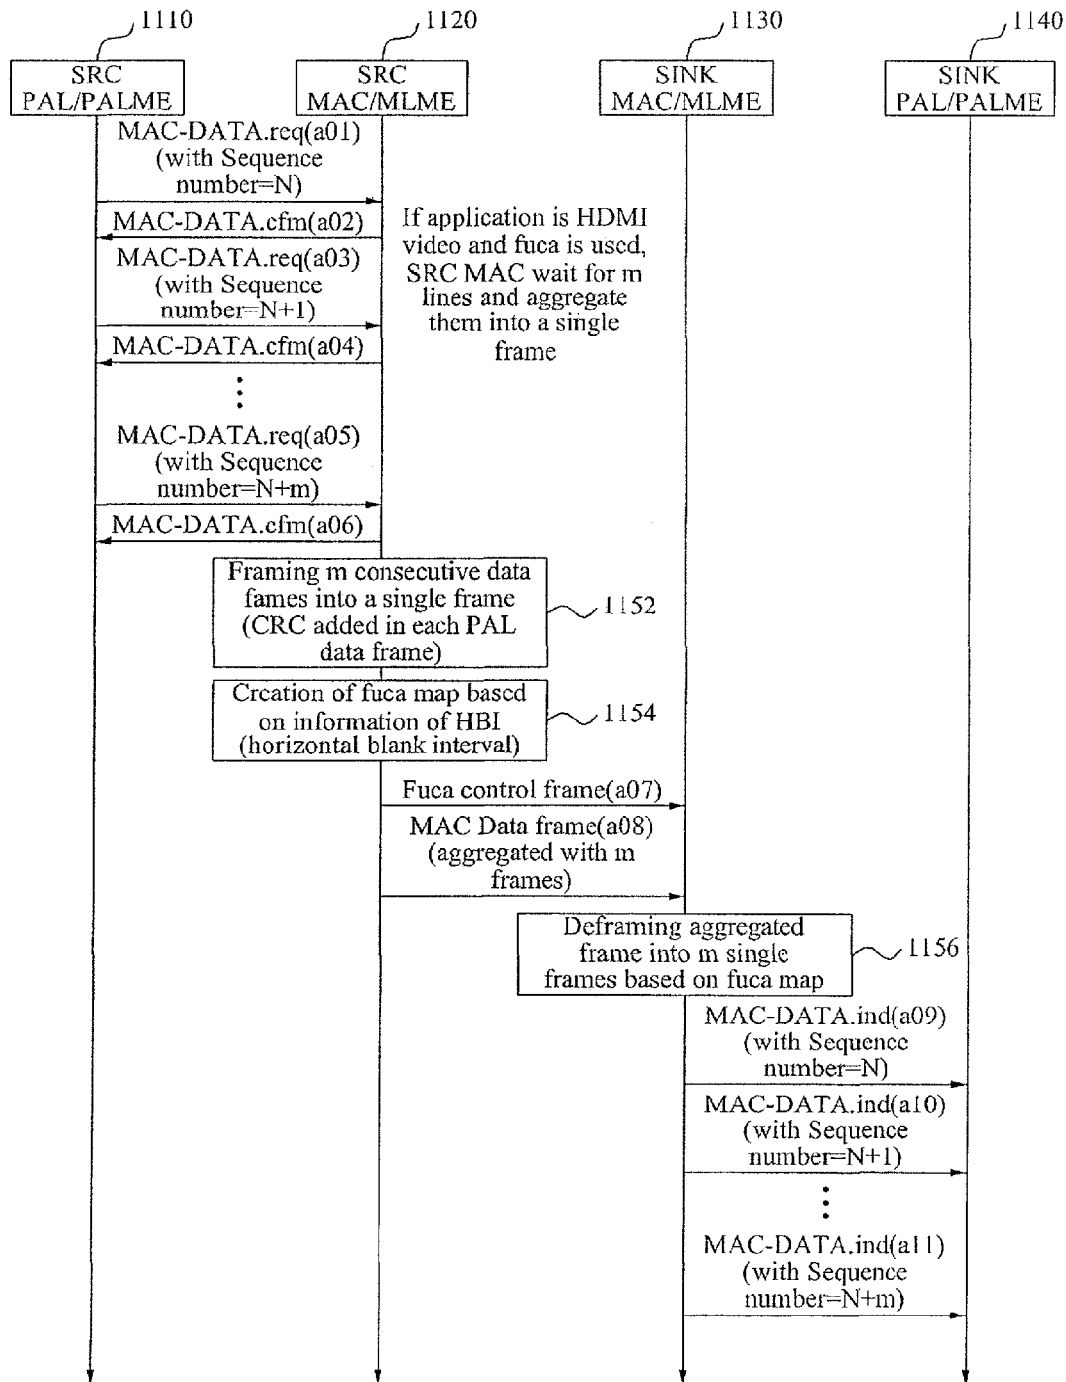 1110
1120
1130
1140
SRC
PAL/PALME
SRC
MAC/MLME
SINK
MAC/MLME
SINK
PAL/PALME
MAC-DATA.req(a01)
(with Sequence
number=N)
MAC-DATA.cfm(a02)
MAC-DATA.req(a03)
(with Sequence
number=N+1)
MAC-DATA.cfm(a04)
If application is HDMI
video and fuca is used,
SRC MAC wait for m
lines and aggregate
them into a single
frame
MAC-DATA.req(a05)
(with Sequence
number=N+m)
MAC-DATA.cfm(a06)
Framing m consecutive data
fames into a single frame
(CRC added in each PAL
data frame)
1152
Creation of fuca map based
on information of HBI
(horizontal blank interval)
1154
Fuca control frame(a07)
MAC Data frame(a08)
(aggregated with m
frames)
Deframing aggregated
frame into m single
frames based on fuca map
1156
MAC-DATA.ind(a09)
(with Sequence
number=N)
MAC-DATA.ind(a10)
(with Sequence
number=N+1)
MAC-DATA.ind(a11)
(with Sequence
number=N+m)